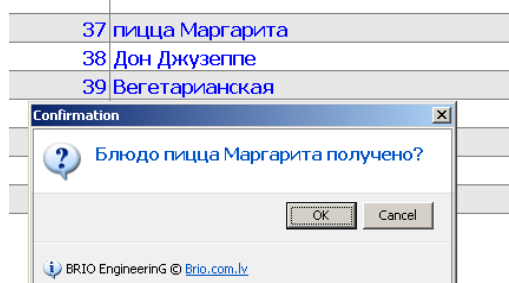 37 пицца Маргарита
38 Дон Джузеппе
39 Вегетарианская
Confirmation
Блюдо пицца Маргарита получено?
OK Cancel
BRIO EngineerinG © Brio.com.lv